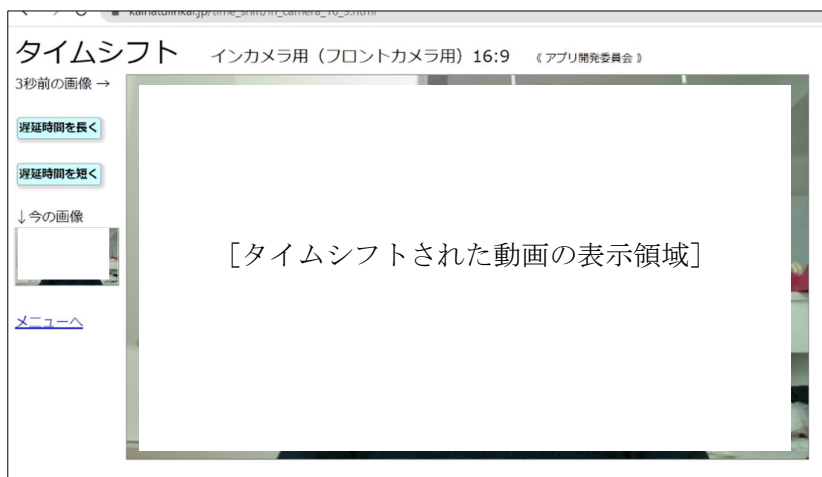 タイムシフト インカメラ用（フロントカメラ用）16:9 《 アプリ開発委員会 》
3秒前の画像 →
遅延時間を長く
遅延時間を短く
↓今の画像
[タイムシフトされた動画の表示領域]
メニューへ